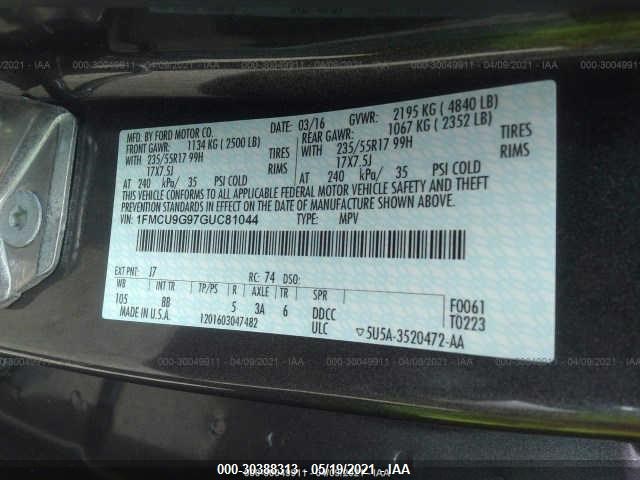 000-30049911 - 04/09/2021 - IAA
MFD. BY FORD MOTOR CO.
03/16
GVWR: 2195 KG ( 4840 LB)
FRONT GAWR: 1134 KG ( 2500 LB)
REAR GAWR: 1067 KG ( 2352 LB)
WITH 235/55R17 99H TIRES
WITH 235/55R17 99H TIRES
17X7.5J RIMS
17X7.5J RIMS
AT 240 kPa/ 35 PSI COLD
AT 240 kPa/ 35 PSI COLD
THIS VEHICLE CONFORMS TO ALL APPLICABLE FEDERAL MOTOR VEHICLE SAFETY AND THEFT
PREVENTION STANDARDS IN EFFECT ON THE DATE OF MANUFACTURE SHOWN ABOVE.
VIN: 1FMCU9G97GUC81044
TYPE: MPV
EXT PNT: J7 RC: 74 DSO:
WB INT TR TP/PS R AXLE TR SPR
105 BB 5 3A 6 DDCC
F0061
T0223
MADE IN U.S.A. 1201603047482 ULC
5U5A-3520472-AA
000-30388313 05/19/2021 - IAA